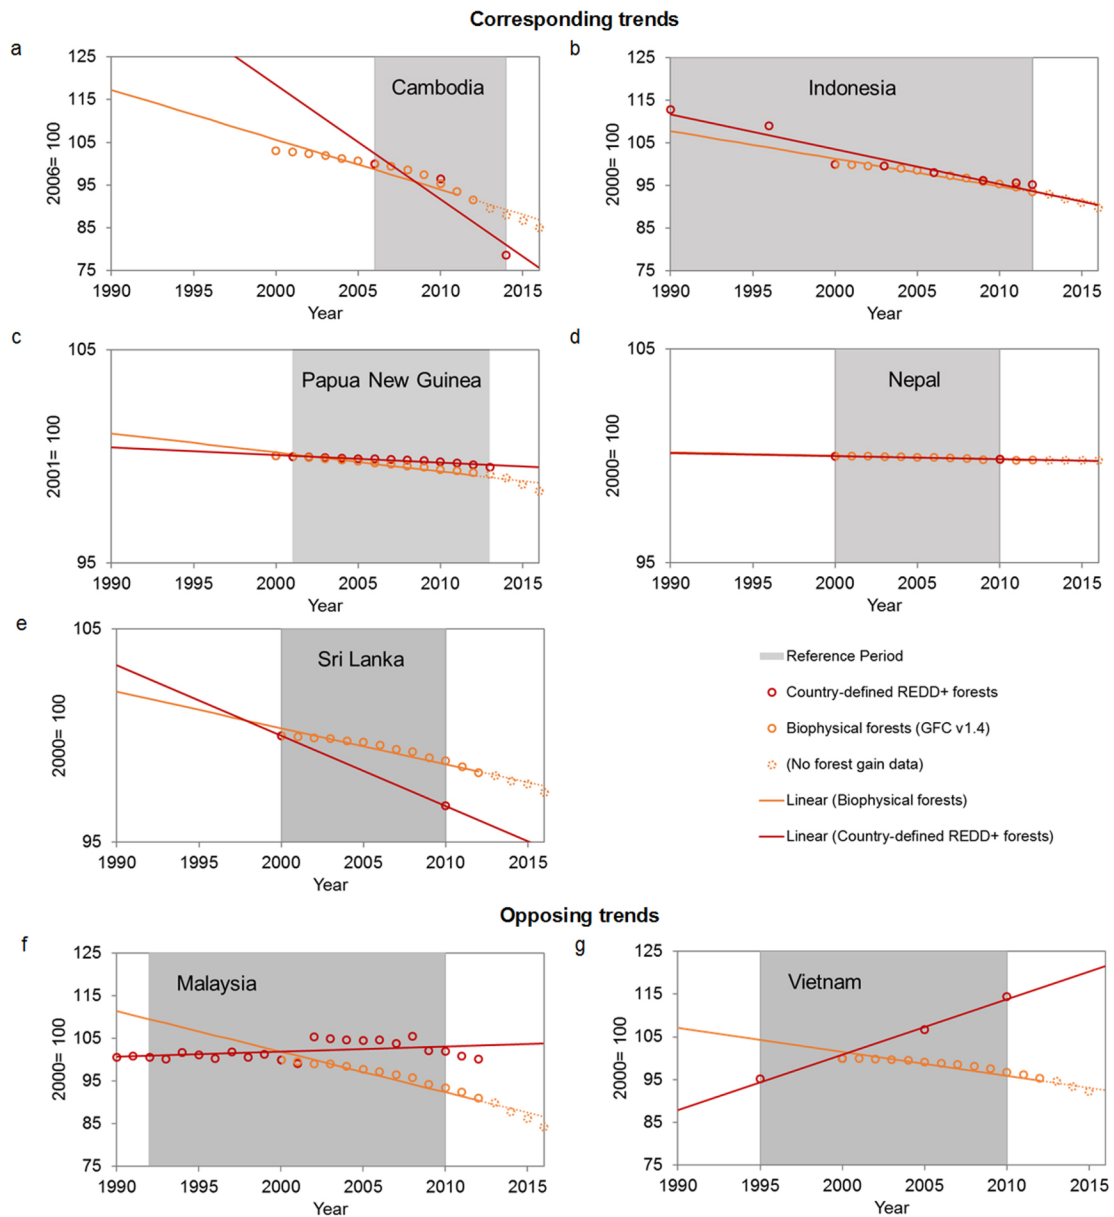 Corresponding trends
a
125
115
105
95
85
75
2006= 100
Cambodia
1990 1995 2000 2005 2010 2015
Year
b
125
115
105
95
85
75
2000= 100
Indonesia
1990 1995 2000 2005 2010 2015
Year
c
105
95
2001= 100
Papua New Guinea
1990 1995 2000 2005 2010 2015
Year
d
105
95
2000= 100
Nepal
1990 1995 2000 2005 2010 2015
Year
e
105
95
2000= 100
Sri Lanka
1990 1995 2000 2005 2010 2015
Year
Reference Period
Country-defined REDD+ forests
Biophysical forests (GFC v1.4)
(No forest gain data)
Linear (Biophysical forests)
Linear (Country-defined REDD+ forests)
Opposing trends
f
125
115
105
95
85
75
2000= 100
Malaysia
1990 1995 2000 2005 2010 2015
Year
g
125
115
105
95
85
75
2000= 100
Vietnam
1990 1995 2000 2005 2010 2015
Year